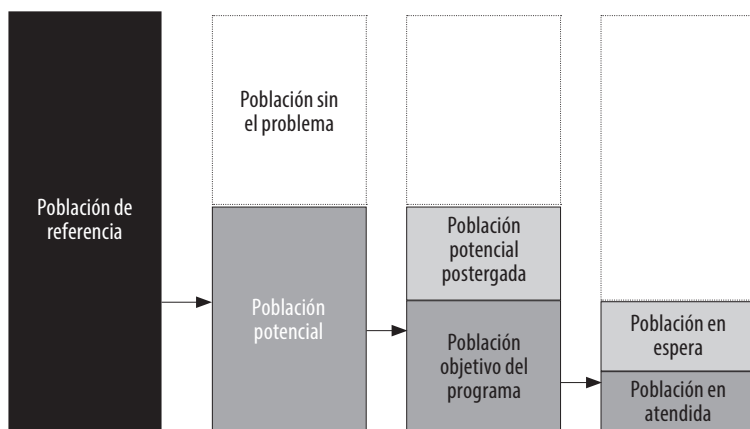 Población de
referencia
Población sin
el problema
Población
potencial
Población
potencial
postergada
Población
objetivo del
programa
Población en
espera
Población en
atendida